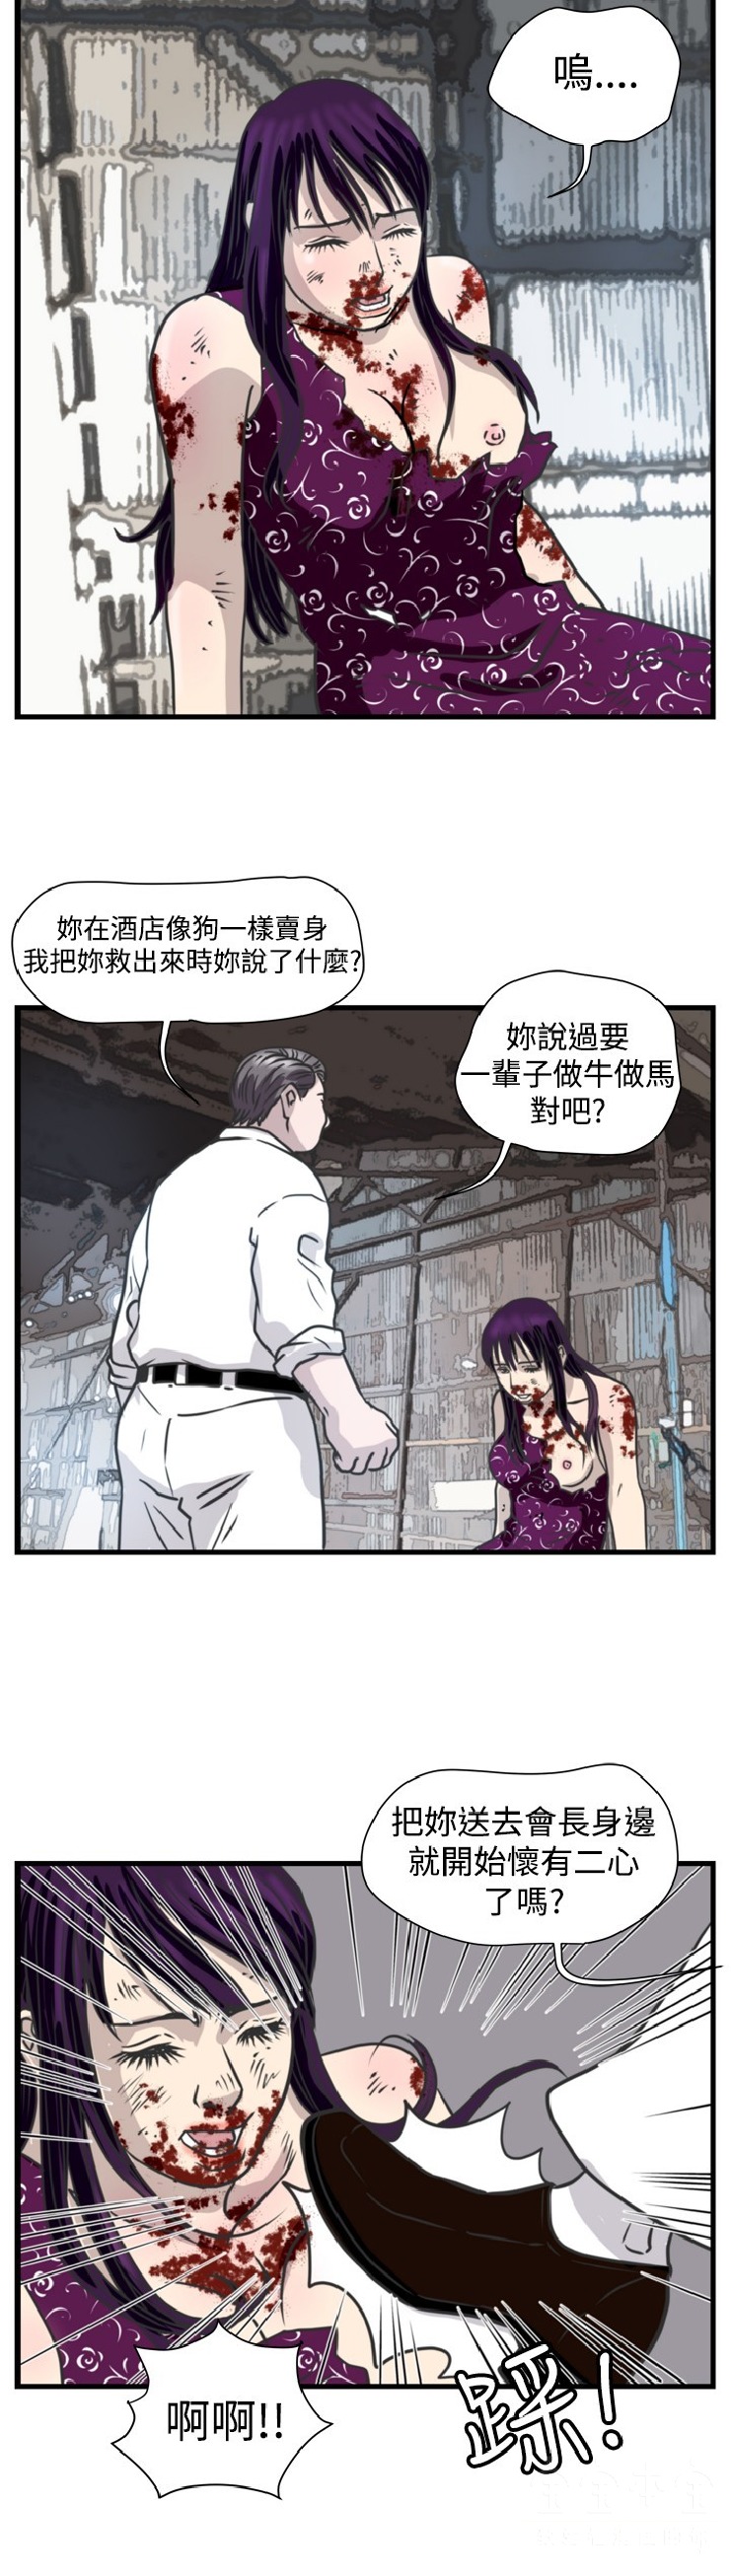 嗚....
妳在酒店像狗一樣賣身
我把妳救出來時妳說了什麼?
妳說過要
一輩子做牛做馬
對吧?
把妳送去會長身邊
就開始懷有二心
了嗎?
啊啊!!
踩!